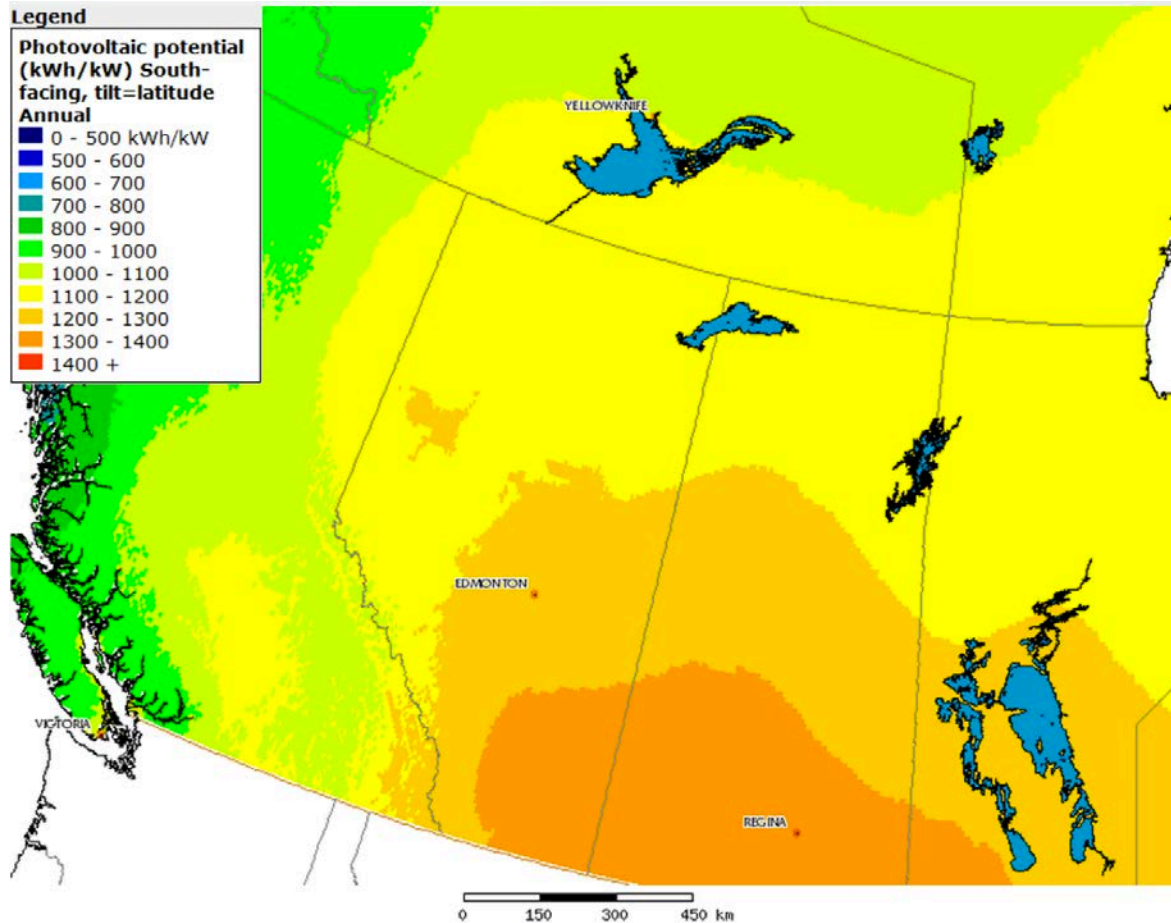 Legend
Photovoltaic potential
(kWh/kW) South-
facing, tilt=latitude
Annual
0 - 500 kWh/kW
500 - 600
600 - 700
700 - 800
800 - 900
900 - 1000
1000 - 1100
1100 - 1200
1200 - 1300
1300 - 1400
1400 +
YELLOWKNIFE
EDMONTON
VICTORIA
REGINA
0 150 300 450 km